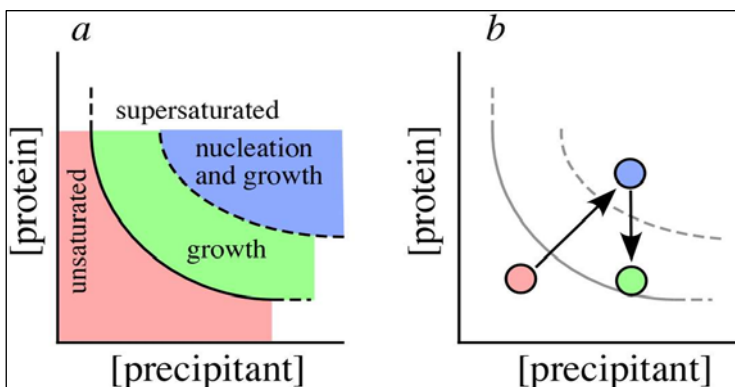 a
supersaturated
nucleation
and growth
unsaturated
growth
[protein]
[precipitant]
b
[protein]
[precipitant]